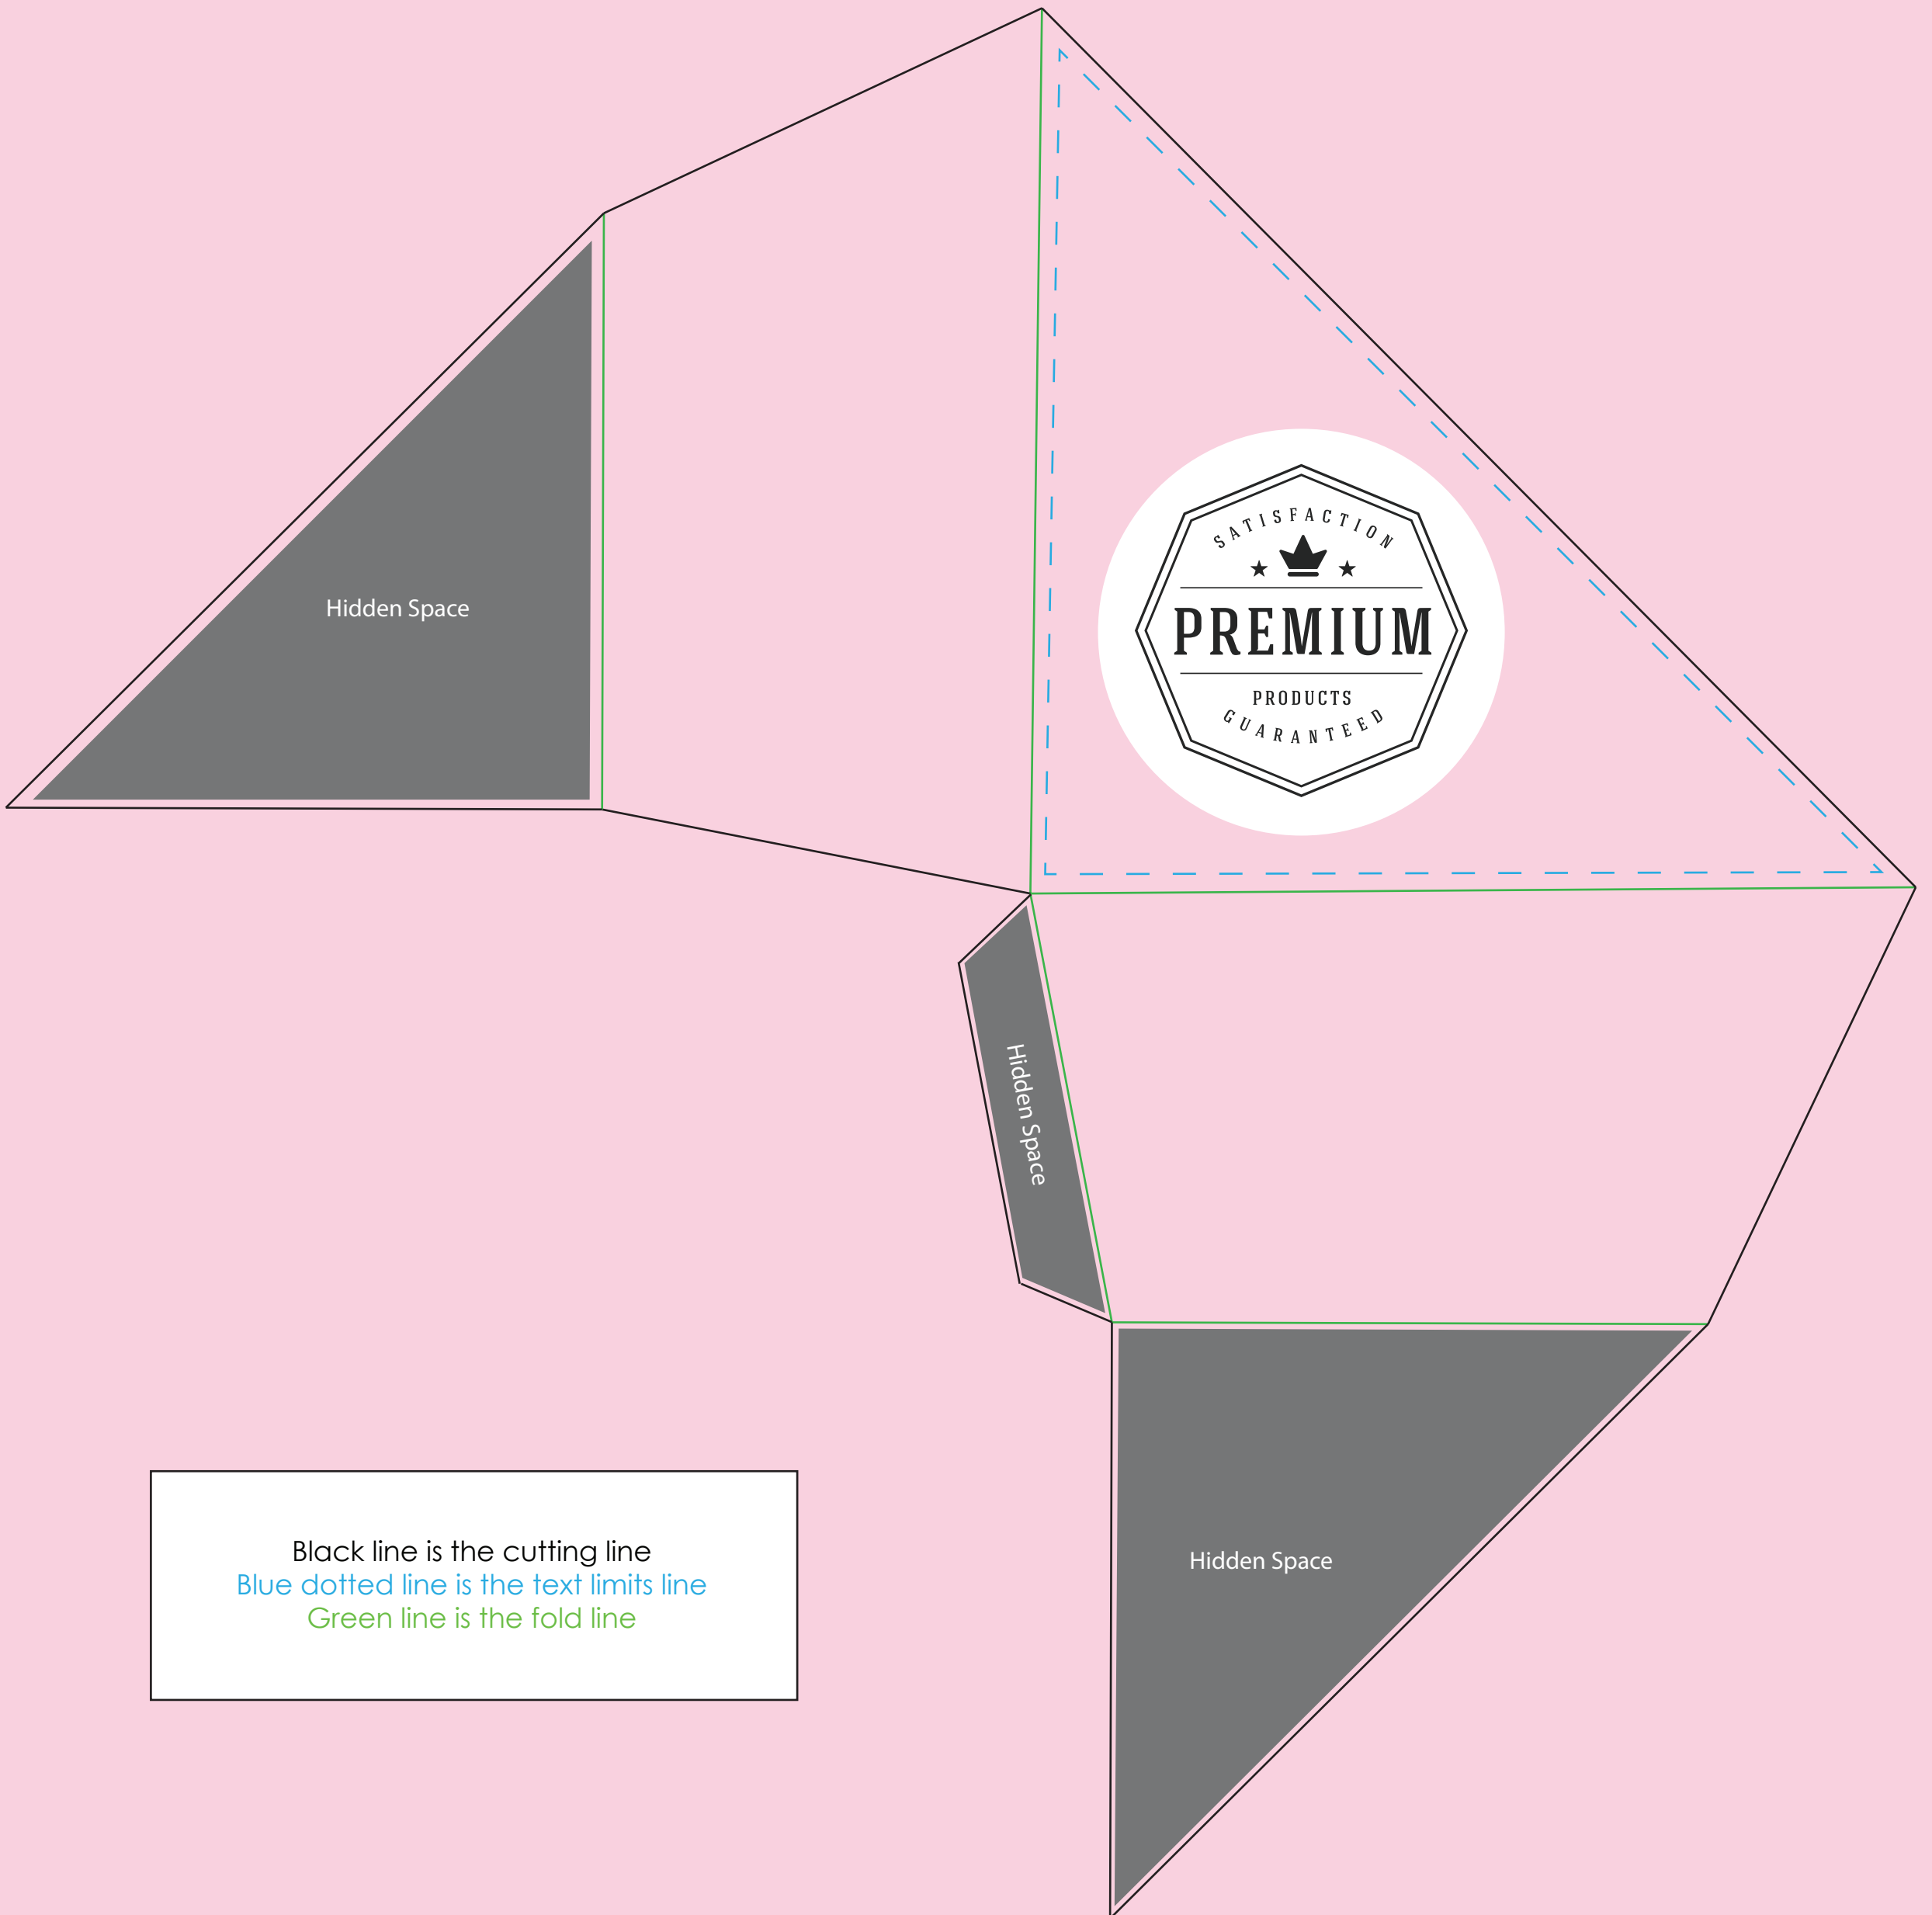 SATISFACTION
PREMIUM
PRODUCTS
GUARANTEED
Hidden Space
Hidden Space
Hidden Space
Black line is the cutting line
Blue dotted line is the text limits line
Green line is the fold line